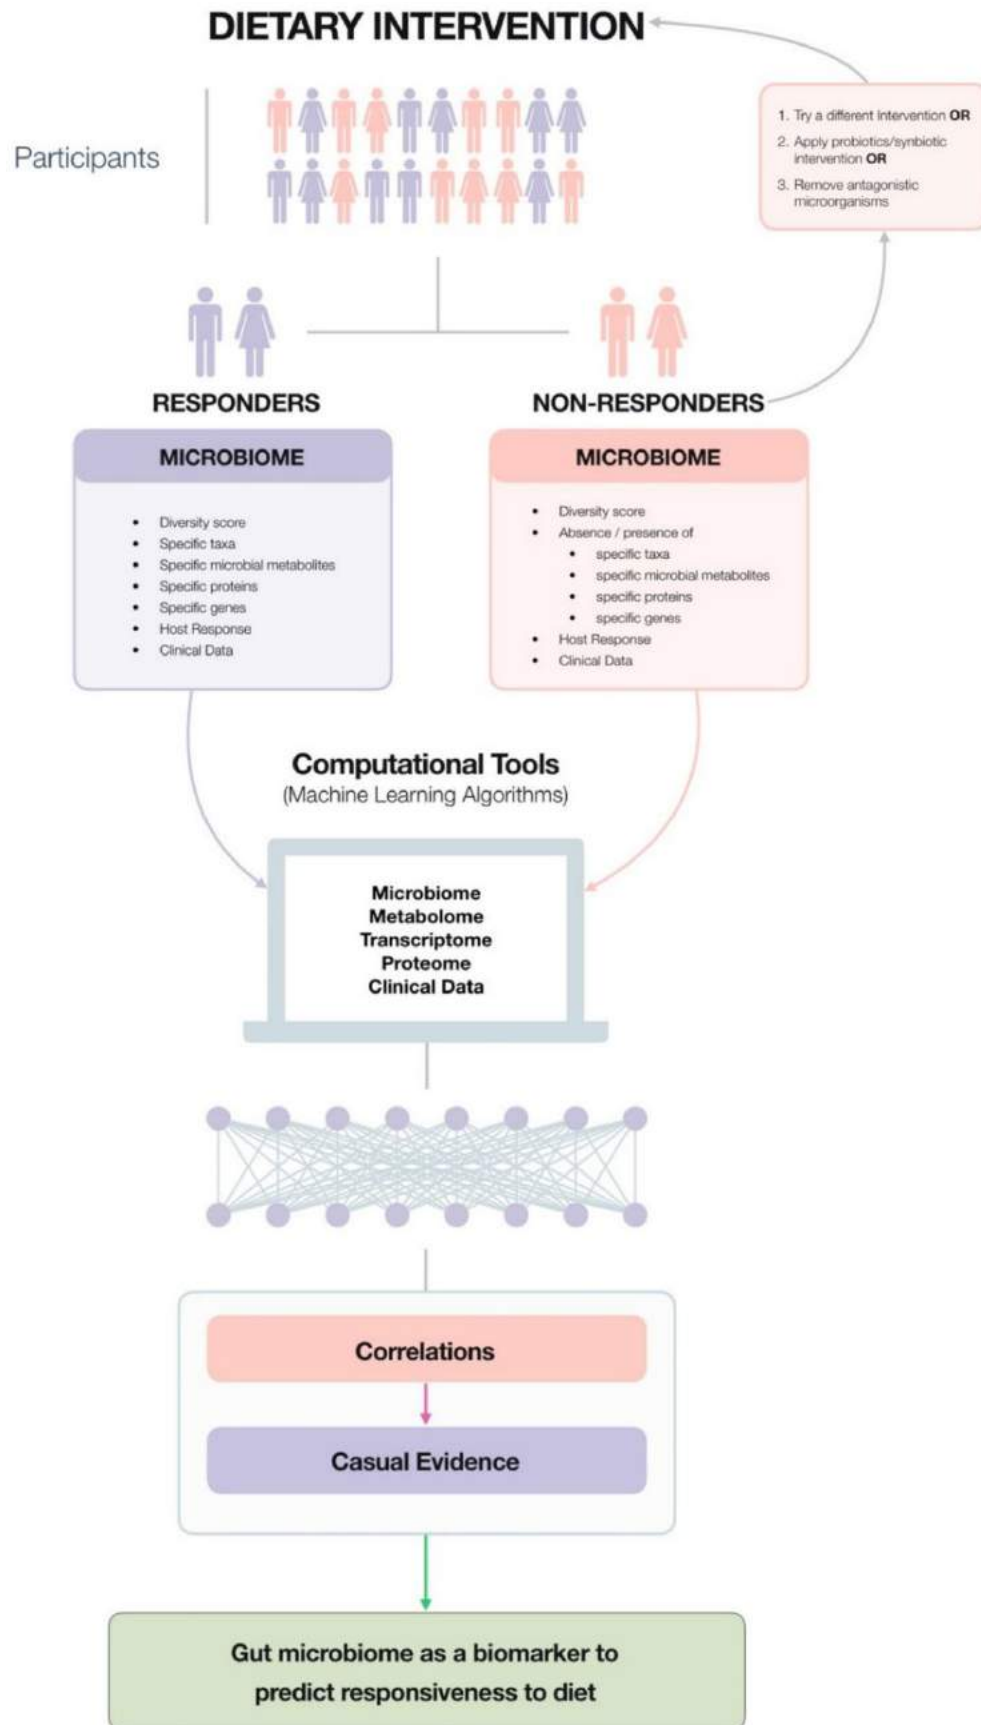 DIETARY INTERVENTION
Participants
1. Try a different Intervention OR
2. Apply probiotics/synbiotic
intervention OR
3. Remove antagonistic
microorganisms
RESPONDERS
MICROBIOME
• Diversity score
• Specific taxa
• Specific microbial metabolites
• Specific proteins
• Specific genes
• Host Response
• Clinical Data
NON-RESPONDERS
MICROBIOME
• Diversity score
• Absence / presence of
• specific taxa
• specific microbial metabolites
• specific proteins
• specific genes
• Host Response
• Clinical Data
Computational Tools
(Machine Learning Algorithms)
Microbiome
Metabolome
Transcriptome
Proteome
Clinical Data
Correlations
Casual Evidence
Gut microbiome as a biomarker to
predict responsiveness to diet